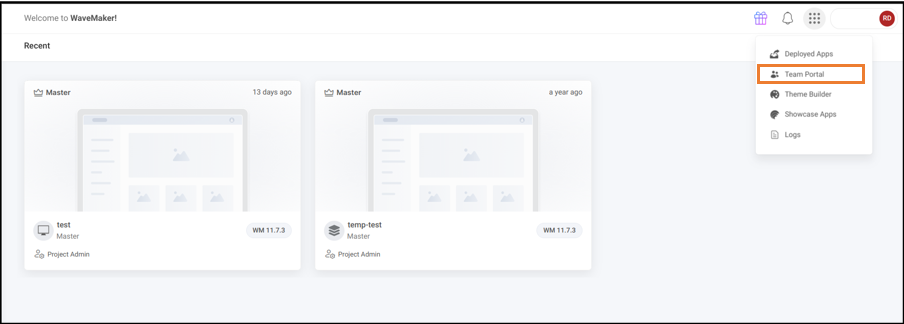 Welcome to WaveMaker!
RD
Recent
Deployed Apps
Team Portal
Theme Builder
Showcase Apps
Logs
Master 13 days ago
Master a year ago
test
Master
WM 11.7.3
Project Admin
temp-test
Master
WM 11.7.3
Project Admin